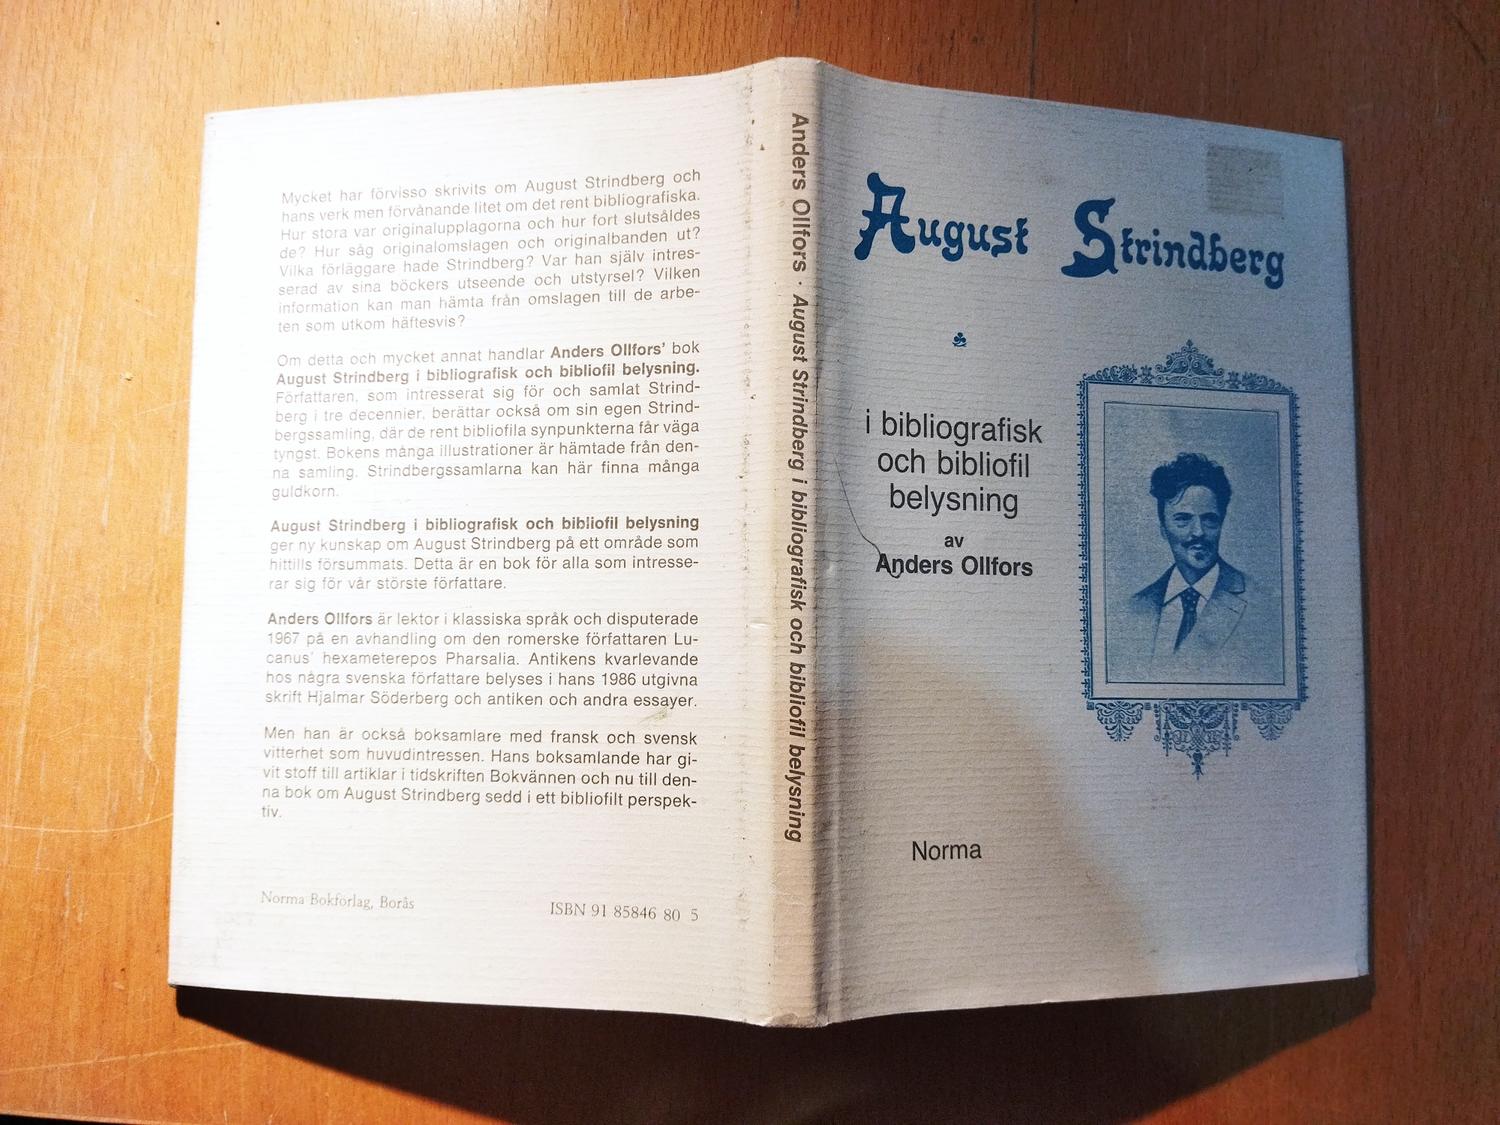 Mycket har förvisso skrivits om August Strindberg och
hans verk men förvånande litet om det rent bibliografiska.
Hur stora var originalupplagorna och hur fort slutsåldes
de? Hur såg originalomslagen och originalbanden ut?
Vilka förläggare hade Strindberg? Var han själv intres-
serad av sina böckers utseende och utstyrsel? Vilken
information kan man hämta från omslagen till de arbe-
ten som utkom häftesvis?
Om detta och mycket annat handlar Anders Ollfors' bok
August Strindberg i bibliografisk och bibliofil belysning.
Författaren, som intresserat sig för och samlat Strind-
berg i tre decennier, berättar också om sin egen Strind-
bergssamling, där de rent bibliofila synpunkterna får väga
tyngst. Bokens många illustrationer är hämtade från den-
na samling. Strindbergssamlarna kan här finna många
guldkorn.
August Strindberg i bibliografisk och bibliofil belysning
ger ny kunskap om August Strindberg på ett område som
hittills försummats. Detta är en bok för alla som intresse-
rar sig för vår störste författare.
Anders Ollfors är lektor i klassiska språk och disputerade
1967 på en avhandling om den romerske författaren Lu-
canus' hexameterepos Pharsalia. Antikens kvarlevande
hos några svenska författare belyses i hans 1986 utgivna
skrift Hjalmar Söderberg och antiken och andra essayer.
Men han är också boksamlare med fransk och svensk
vitterhet som huvudintressen. Hans boksamlande har gi-
vit stoff till artiklar i tidskriften Bokvännen och nu till den-
na bok om August Strindberg sedd i ett bibliofilt perspek-
tiv.
Norma Bokförlag, Borås
ISBN 91 85846 80 5
Anders Ollfors · August Strindberg i bibliografisk och bibliofil belysning
August Strindberg
i bibliografisk
och bibliofil
belysning
av
Anders Ollfors
Norma